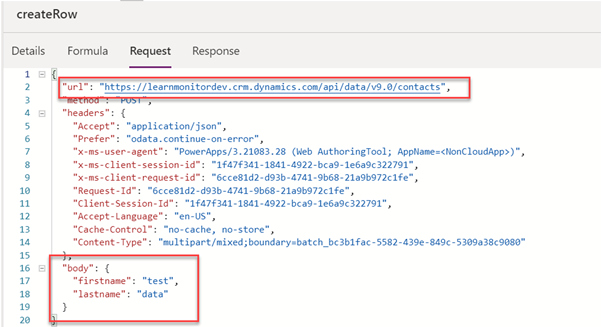 createRow
Details Formula Request Response
1 {
2 "url": "https://learnmonitordev.crm.dynamics.com/api/data/v9.0/contacts",
3 "method": "POST",
4 "headers": {
5 "Accept": "application/json",
6 "Prefer": "odata.continue-on-error",
7 "x-ms-user-agent": "PowerApps/3.21083.28 (Web AuthoringTool; AppName=<NonCloudApp>)",
8 "x-ms-client-session-id": "1f47f341-1841-4922-bca9-1e6a9c322791",
9 "x-ms-client-request-id": "6cce81d2-d93b-4741-9b68-21a9b972c1fe",
10 "Request-Id": "6cce81d2-d93b-4741-9b68-21a9b972c1fe",
11 "Client-Session-Id": "1f47f341-1841-4922-bca9-1e6a9c322791",
12 "Accept-Language": "en-US",
13 "Cache-Control": "no-cache, no-store",
14 "Content-Type": "multipart/mixed;boundary=batch_bc3b1fac-5582-439e-849c-5309a38c9080"
15 },
16 "body": {
17 "firstname": "test",
18 "lastname": "data"
19 }
20 }